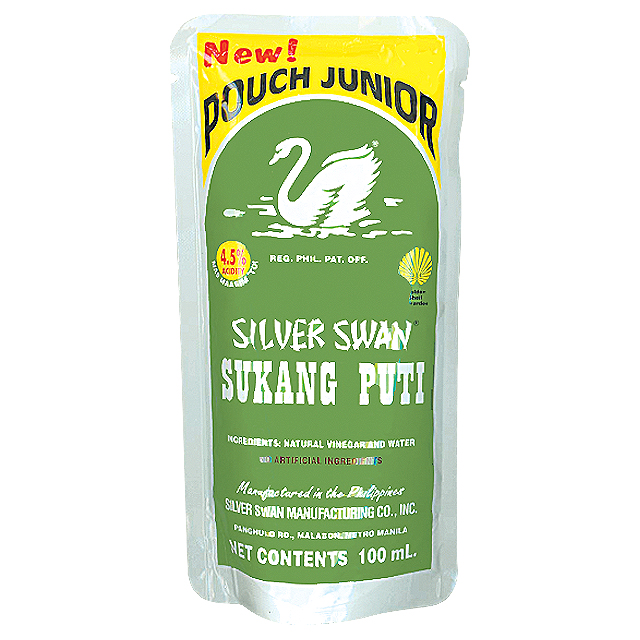 New!
POUCH JUNIOR
®
REG. PHIL. PAT. OFF.
4.5%
ACIDITY
SILVER SWAN®
SUKANG PUTI
INGREDIENTS: NATURAL VINEGAR AND WATER
NO ARTIFICIAL INGREDIENTS
Manufactured in the Philippines
SILVER SWAN MANUFACTURING CO., INC.
PANGHULO RD., MALABON, METRO MANILA
NET CONTENTS 100 mL.